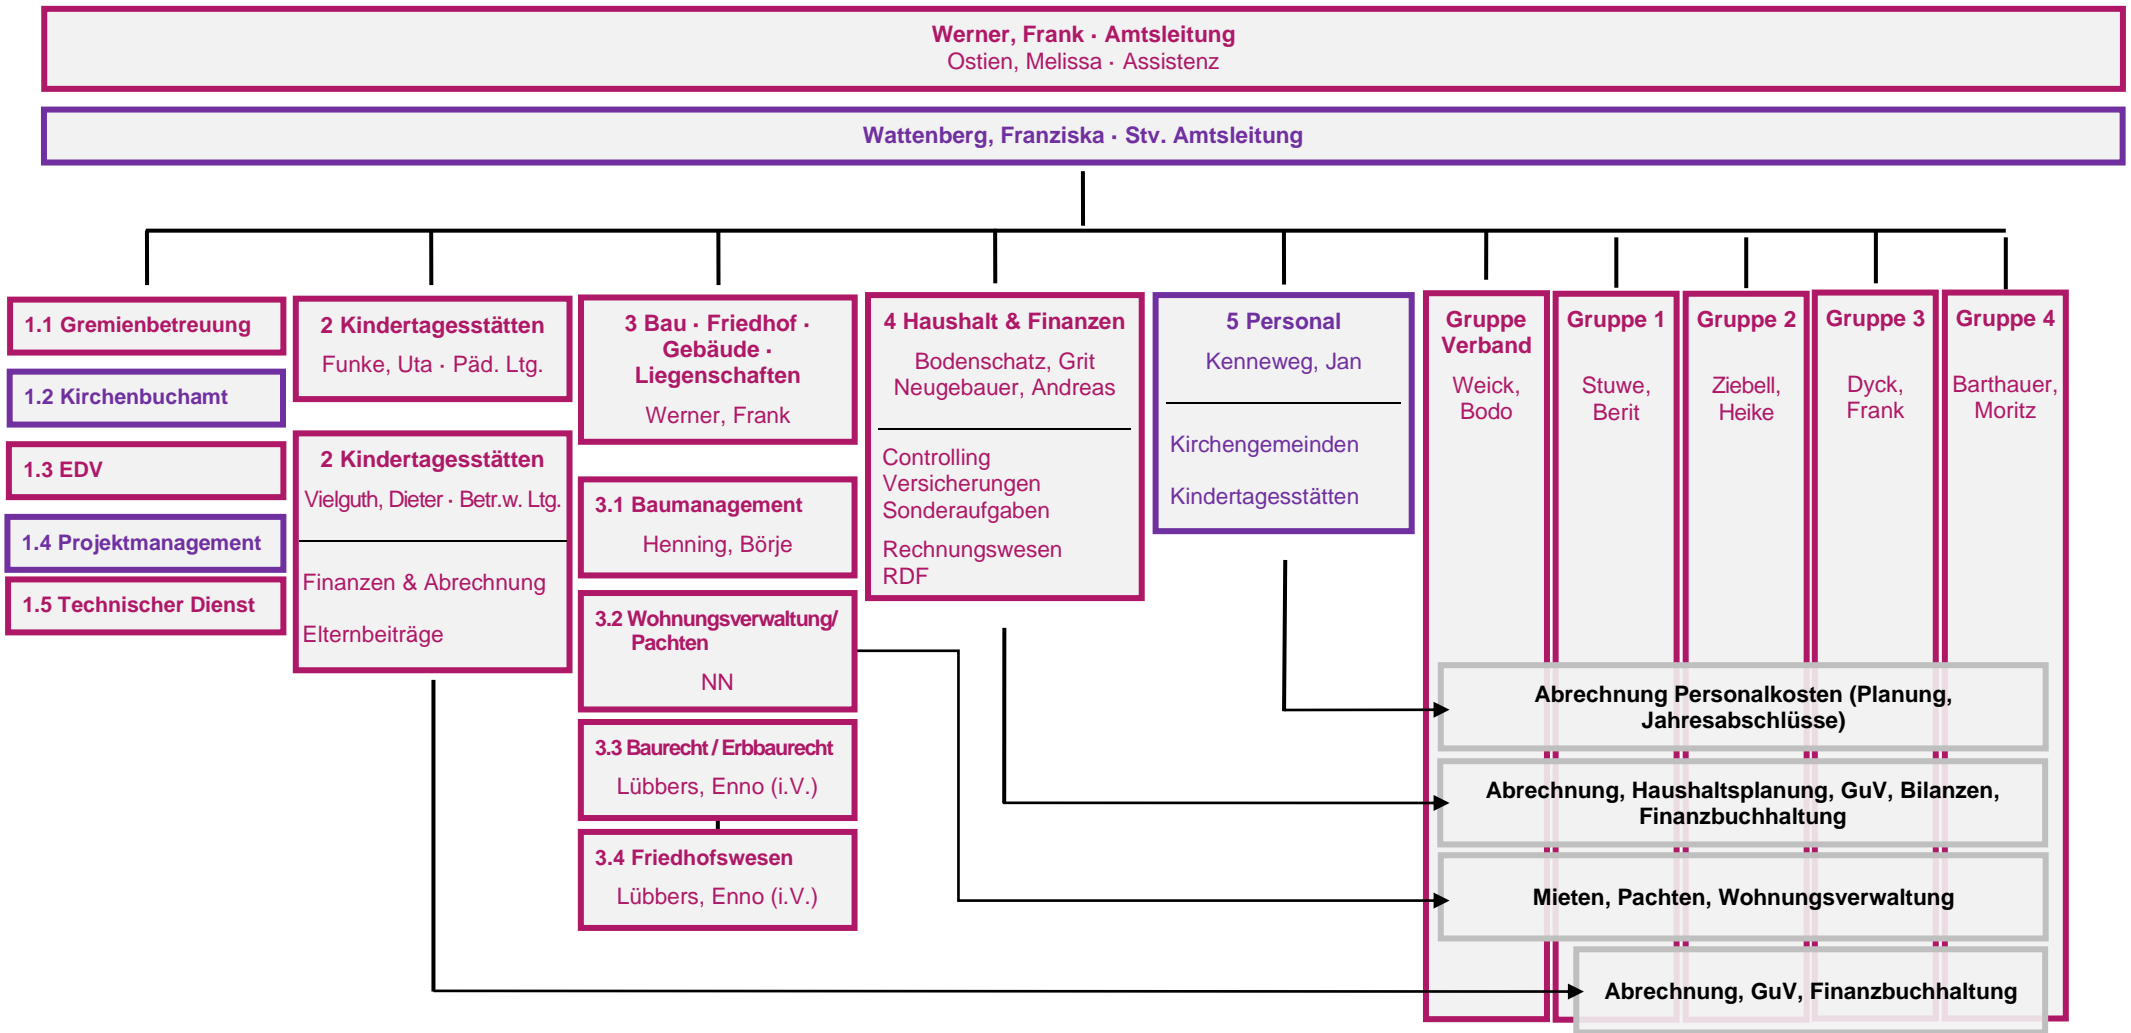 Werner, Frank · Amtsleitung
Ostien, Melissa · Assistenz
Wattenberg, Franziska · Stv. Amtsleitung
1.1 Gremienbetreuung
1.2 Kirchenbuchamt
1.3 EDV
1.4 Projektmanagement
1.5 Technischer Dienst
2 Kindertagesstätten
Funke, Uta · Päd. Ltg.
2 Kindertagesstätten
Vielguth, Dieter · Betr.w. Ltg.
Finanzen & Abrechnung
Elternbeiträge
3 Bau · Friedhof ·
Gebäude ·
Liegenschaften
Werner, Frank
3.1 Baumanagement
Henning, Börje
3.2 Wohnungsverwaltung/
Pachten
NN
3.3 Baurecht / Erbbaurecht
Lübbers, Enno (i.V.)
3.4 Friedhofswesen
Lübbers, Enno (i.V.)
4 Haushalt & Finanzen
Bodenschatz, Grit
Neugebauer, Andreas
Controlling
Versicherungen
Sonderaufgaben
Rechnungswesen
RDF
5 Personal
Kenneweg, Jan
Kirchengemeinden
Kindertagesstätten
Gruppe
Verband
Weick,
Bodo
Gruppe 1
Stuwe,
Berit
Gruppe 2
Ziebell,
Heike
Gruppe 3
Dyck,
Frank
Gruppe 4
Barthauer,
Moritz
Abrechnung Personalkosten (Planung,
Jahresabschlüsse)
Abrechnung, Haushaltsplanung, GuV, Bilanzen,
Finanzbuchhaltung
Mieten, Pachten, Wohnungsverwaltung
Abrechnung, GuV, Finanzbuchhaltung